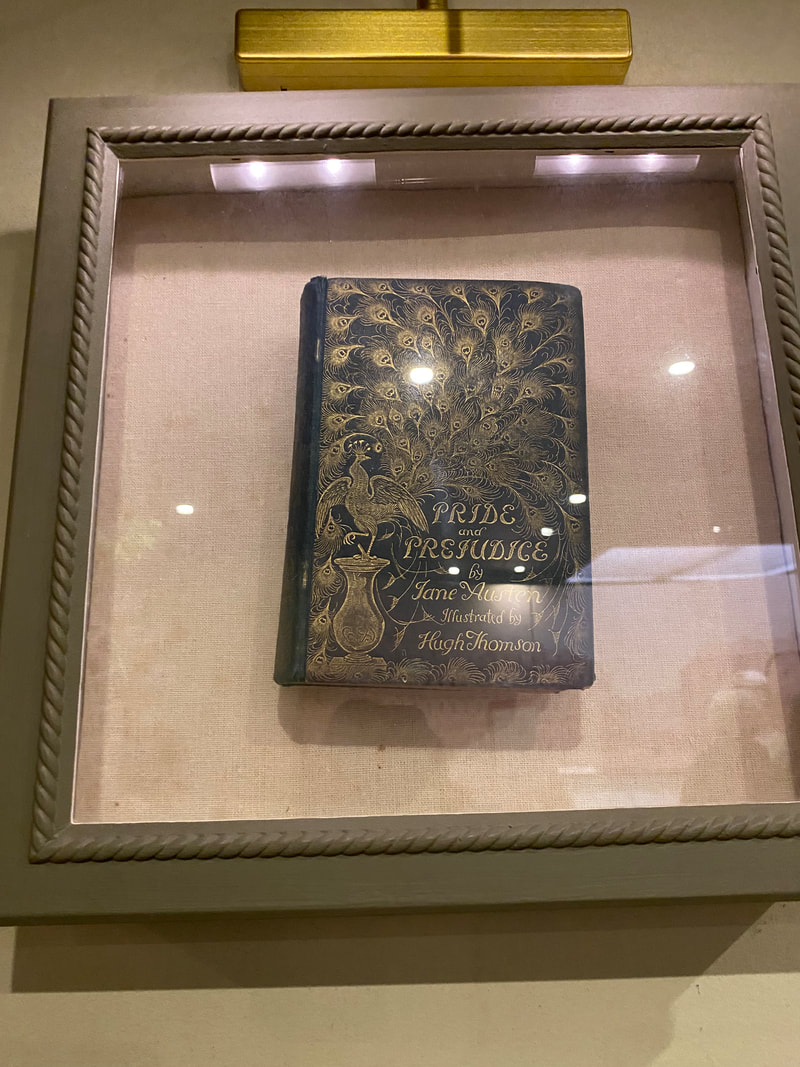 PRIDE
and
PREJUDICE
by
Jane Austen
Illustrated by
Hugh Thomson